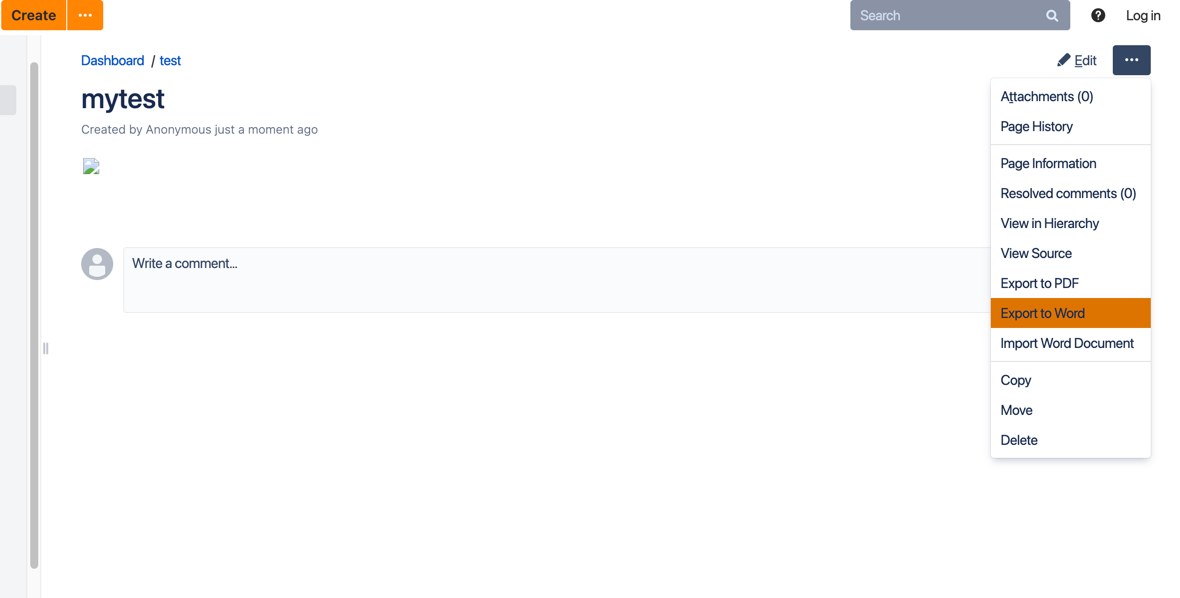 Create ...
Search
Log in
Dashboard / test
Edit ...
mytest
Created by Anonymous just a moment ago
Write a comment...
Attachments (0)
Page History
Page Information
Resolved comments (0)
View in Hierarchy
View Source
Export to PDF
Export to Word
Import Word Document
Copy
Move
Delete